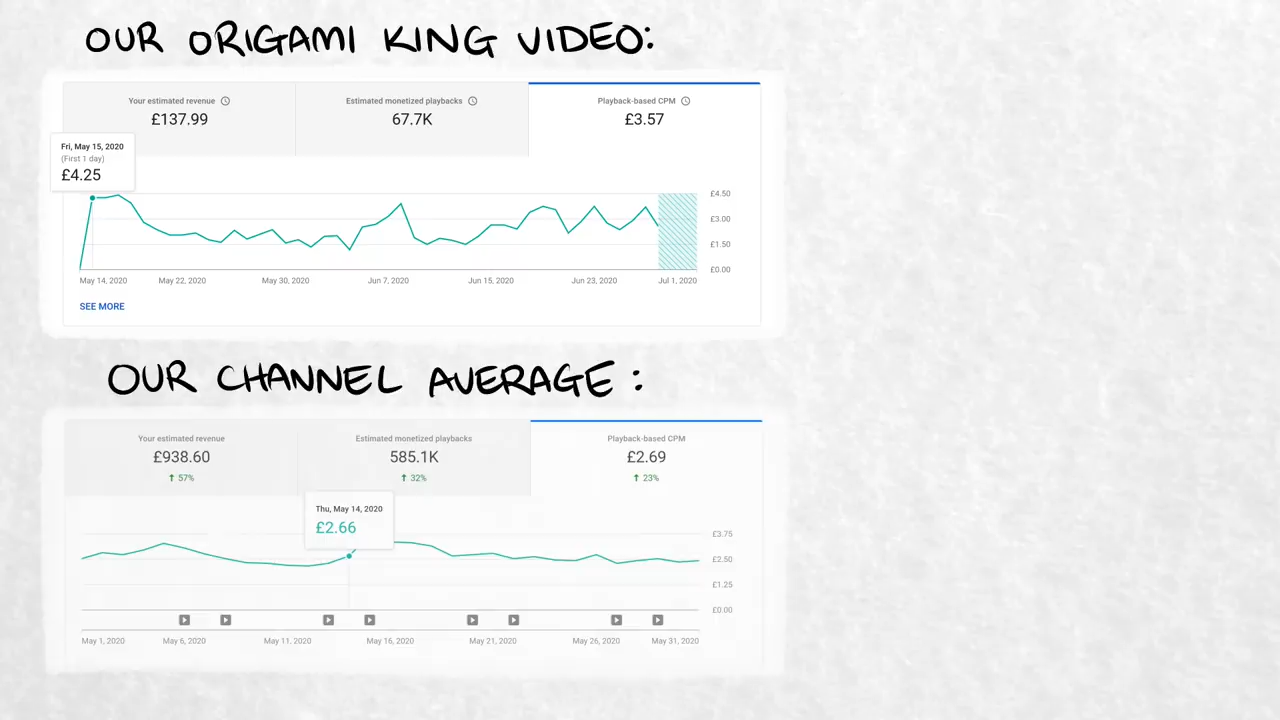 OUR ORIGAMI KING VIDEO:
Your estimated revenue Estimated monetized playbacks Playback-based CPM
£137.99 67.7K £3.57
Fri, May 15, 2020
(First 1 day)
£4.25
£4.50
£3.00
£1.50
£0.00
May 14, 2020 May 22, 2020 May 30, 2020 Jun 7, 2020 Jun 15, 2020 Jun 23, 2020 Jul 1, 2020
SEE MORE
OUR CHANNEL AVERAGE :
Your estimated revenue Estimated monetized playbacks Playback-based CPM
£938.60 585.1K £2.69
57% 32% 23%
Thu, May 14, 2020
£2.66
£3.75
£2.50
£1.25
£0.00
May 1, 2020 May 6, 2020 May 11, 2020 May 16, 2020 May 21, 2020 May 26, 2020 May 31, 2020